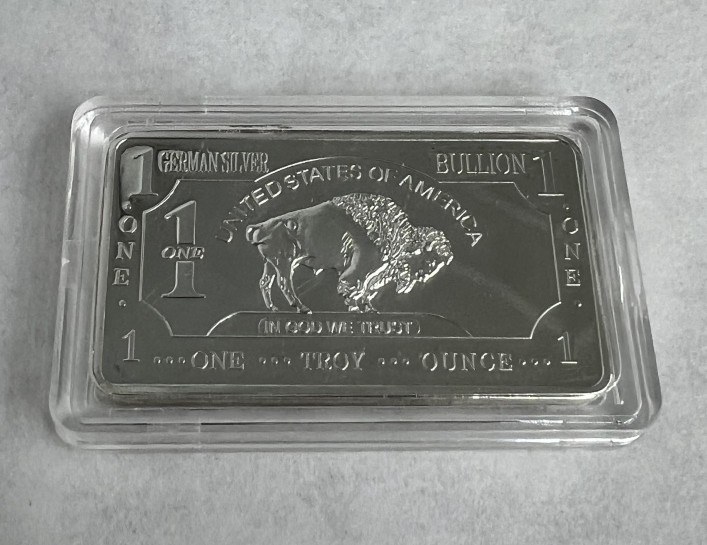 1 GERMAN SILVER BULLION 1
UNITED STATES OF AMERICA
· ONE ·
1
ONE
· ONE ·
(IN GOD WE TRUST)
1 ··· ONE ··· TROY ··· OUNCE ··· 1